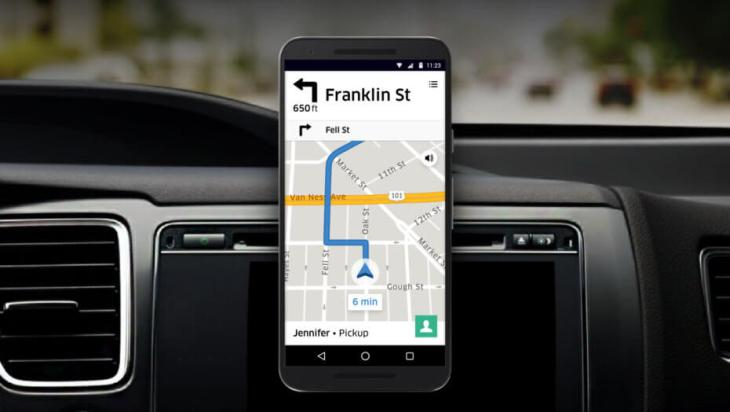 11:23
Franklin St
650 ft
Fell St
Market St
11th St
Van Ness Ave
101
Oak St
12th St
Market St
Hayes St
Fell St
Gough St
6 min
Jennifer • Pickup